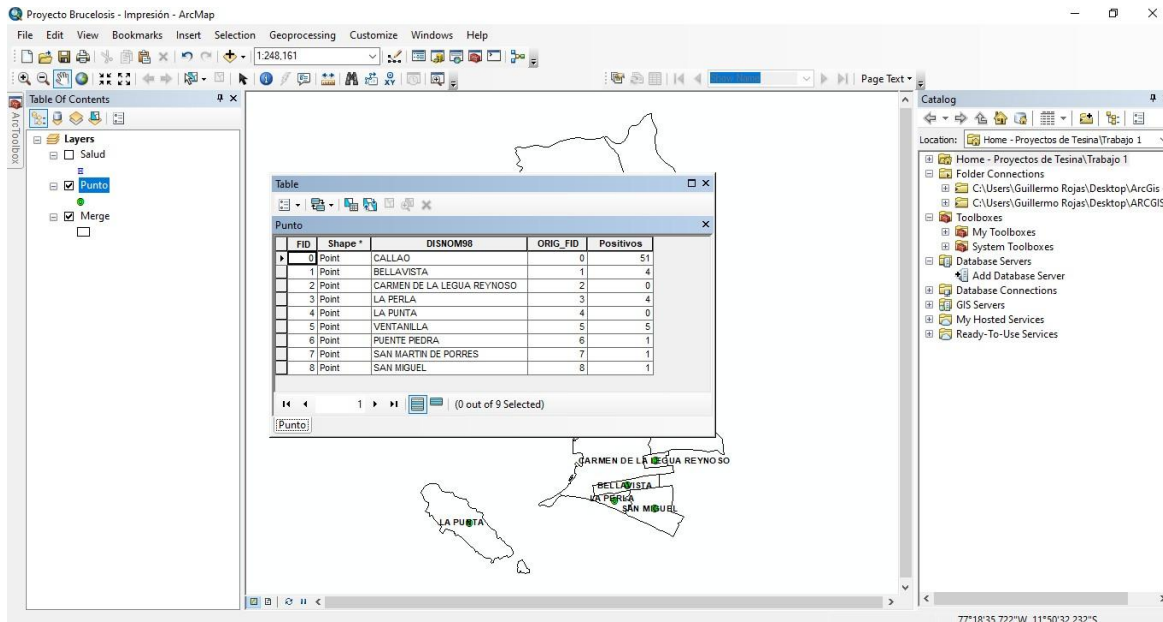 Proyecto Brucelosis - Impresión - ArcMap
File Edit View Bookmarks Insert Selection Geoprocessing Customize Windows Help
1:248,161
Page Text
Table Of Contents
Layers
Salud
Punto
Merge
ArcToolbox
Table
Punto
FID Shape * DISNOM98 ORIG_FID Positivos
0 Point CALLAO 0 51
1 Point BELLAVISTA 1 4
2 Point CARMEN DE LA LEGUA REYNOSO 2 0
3 Point LA PERLA 3 4
4 Point LA PUNTA 4 0
5 Point VENTANILLA 5 5
6 Point PUENTE PIEDRA 6 1
7 Point SAN MARTIN DE PORRES 7 1
8 Point SAN MIGUEL 8 1
1 (0 out of 9 Selected)
Punto
CARMEN DE LA LEGUA REYNOSO
BELLAVISTA
LA PERLA
SAN MIGUEL
LA PUNTA
Catalog
Location: Home - Proyectos de Tesina\Trabajo 1
Home - Proyectos de Tesina\Trabajo 1
Folder Connections
C:\Users\Guillermo Rojas\Desktop\ArcGis
C:\Users\Guillermo Rojas\Desktop\ARCGIS
Toolboxes
My Toolboxes
System Toolboxes
Database Servers
Add Database Server
Database Connections
GIS Servers
My Hosted Services
Ready-To-Use Services
77°18'35.722"W 11°50'32.232"S